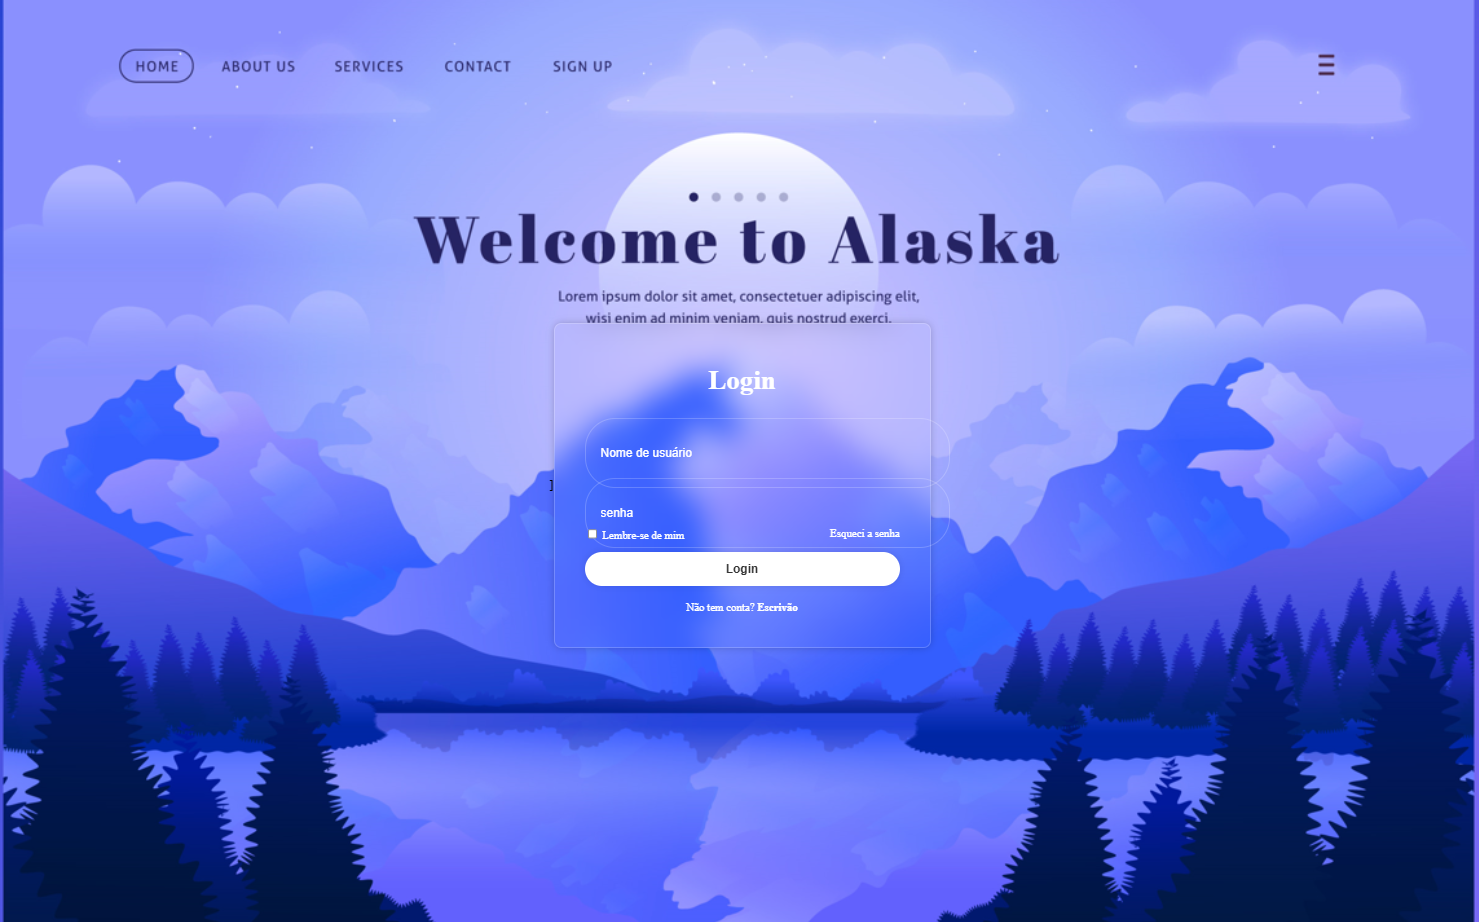 HOME ABOUT US SERVICES CONTACT SIGN UP
Welcome to Alaska
Lorem ipsum dolor sit amet, consectetuer adipiscing elit,
wisi enim ad minim veniam, quis nostrud exerci.
Login
Nome de usuário
]
senha
Lembre-se de mim Esqueci a senha
Login
Não tem conta? Escrivão